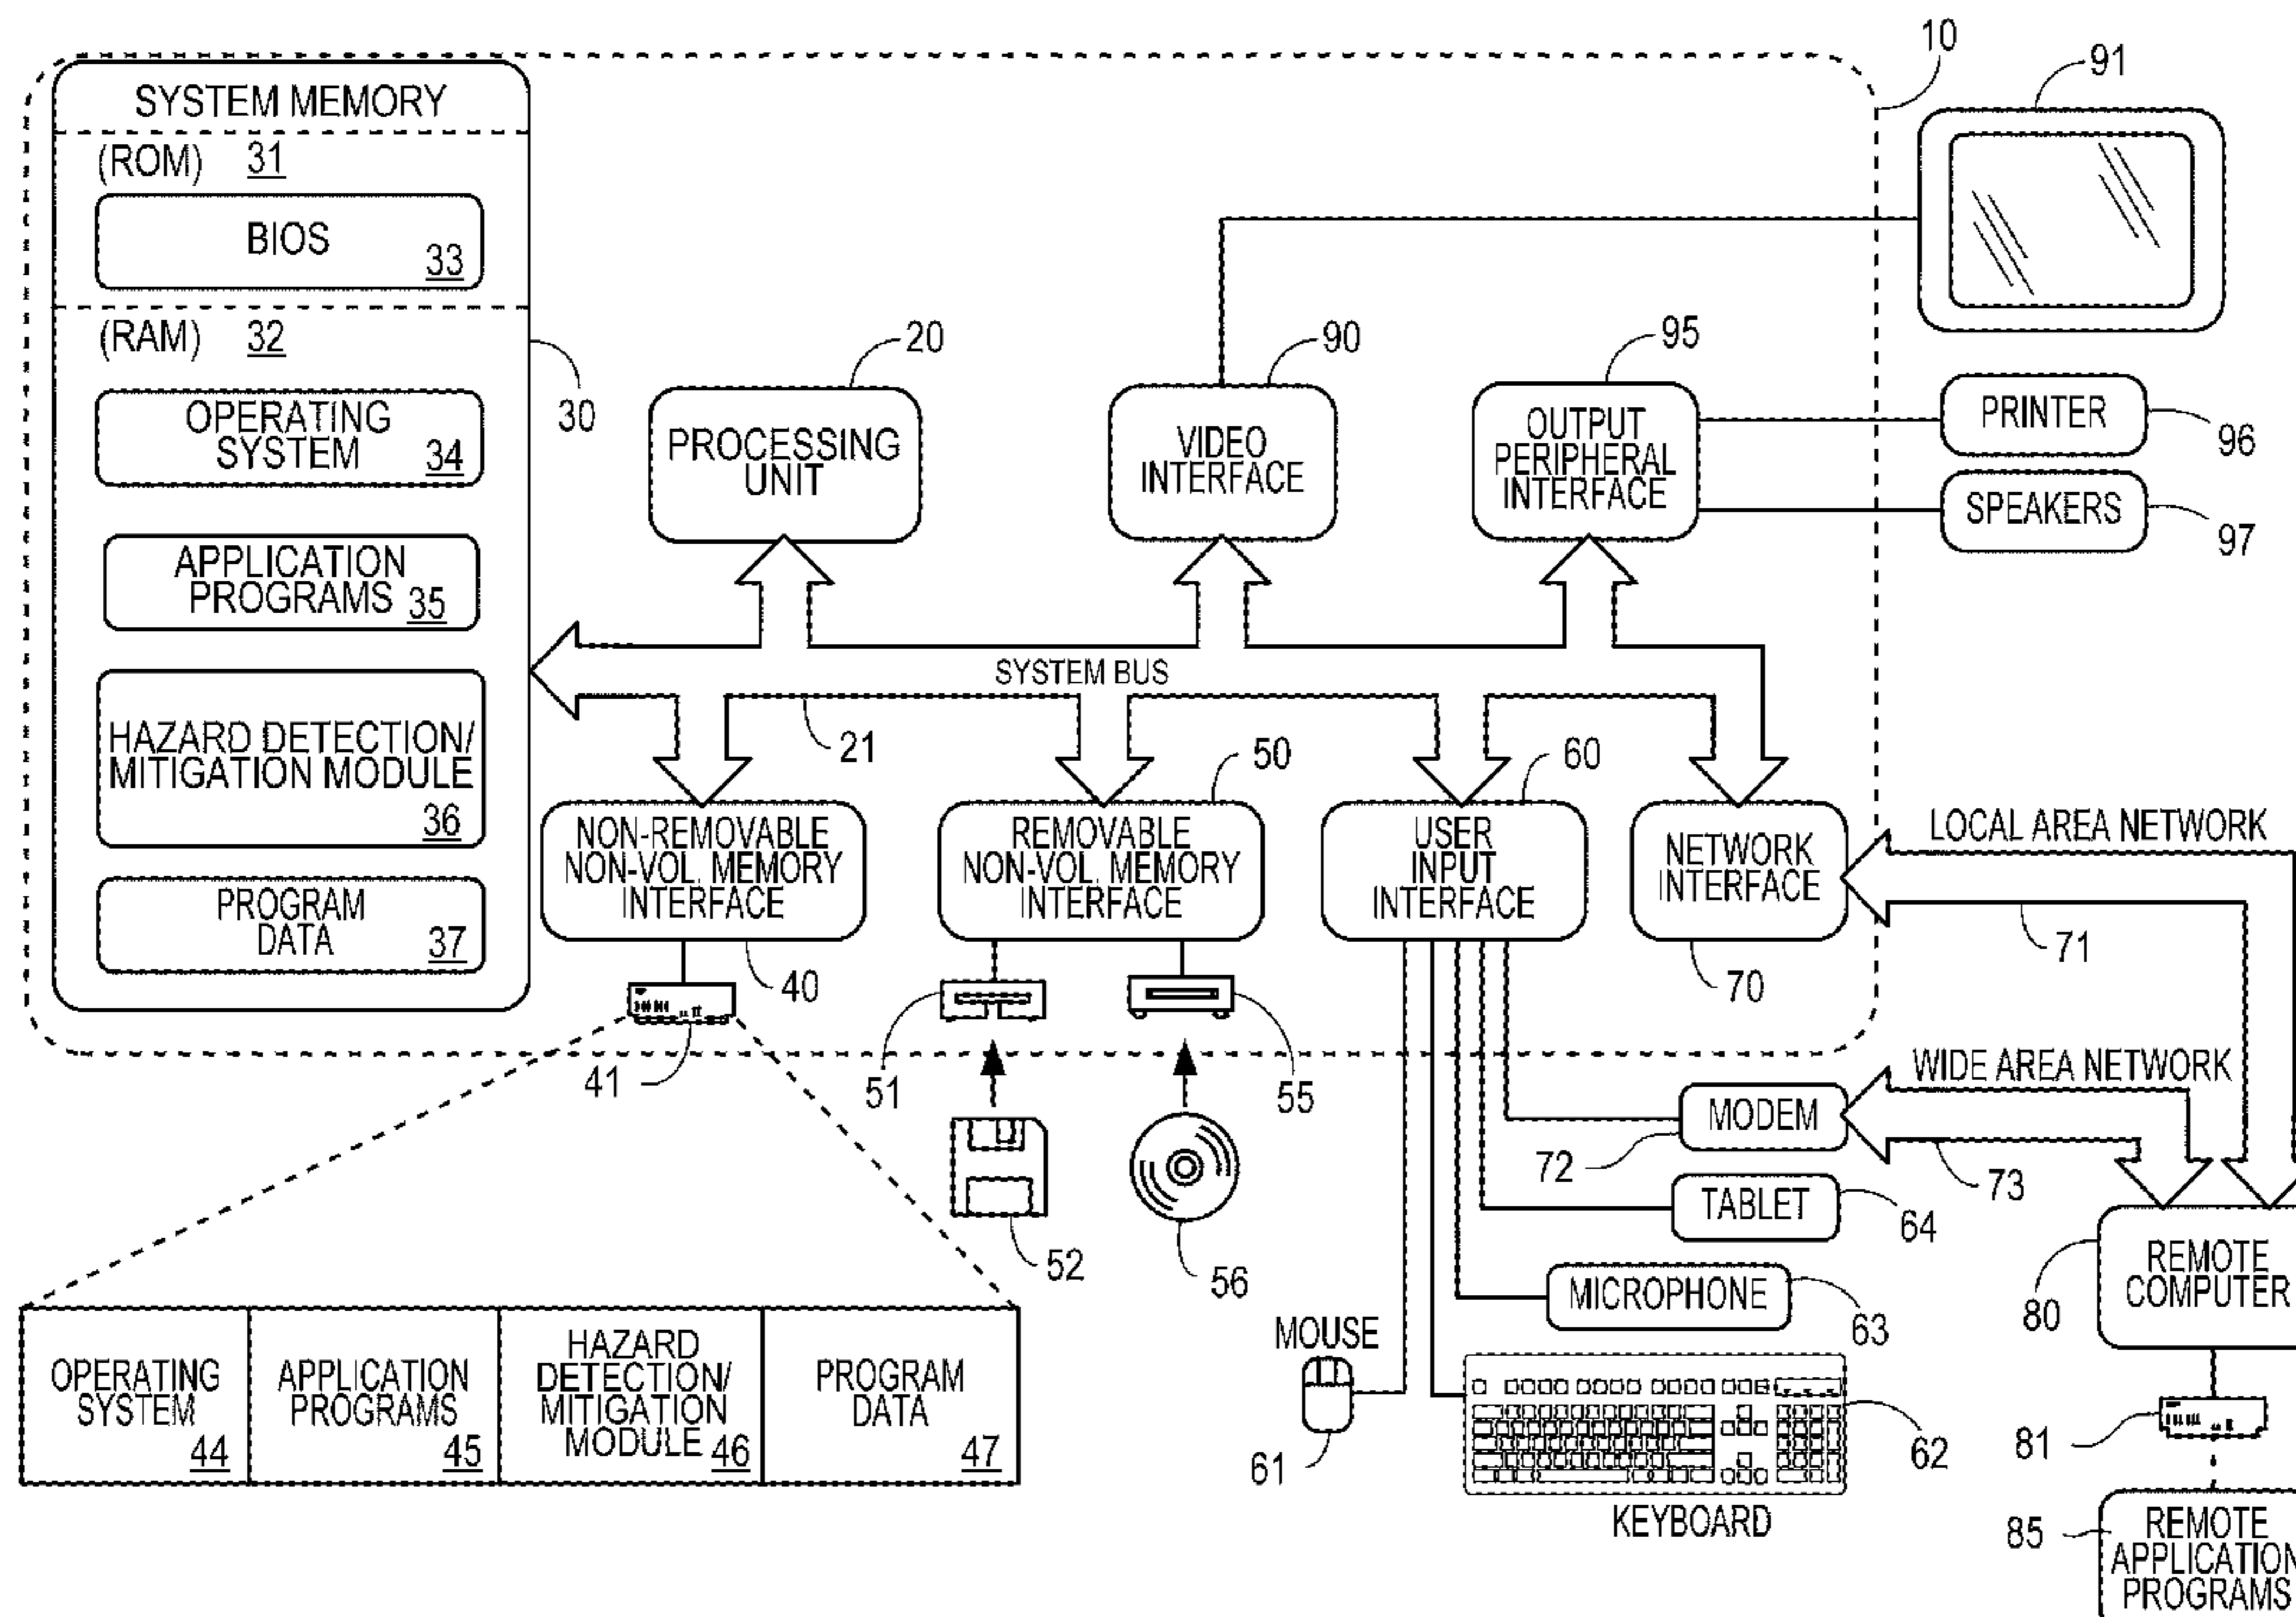 10
91
SYSTEM MEMORY
(ROM) 31
BIOS
33
(RAM) 32
30
OPERATING
SYSTEM 34
APPLICATION
PROGRAMS 35
HAZARD DETECTION/
MITIGATION MODULE
36
PROGRAM
DATA 37
20
PROCESSING
UNIT
90
VIDEO
INTERFACE
95
OUTPUT
PERIPHERAL
INTERFACE
PRINTER
96
SPEAKERS
97
SYSTEM BUS
21
NON-REMOVABLE
NON-VOL. MEMORY
INTERFACE
40
50
REMOVABLE
NON-VOL. MEMORY
INTERFACE
60
USER
INPUT
INTERFACE
NETWORK
INTERFACE
70
LOCAL AREA NETWORK
71
41
51
55
52
56
WIDE AREA NETWORK
MODEM
72
73
TABLET
64
MICROPHONE
63
MOUSE
61
62
KEYBOARD
80
REMOTE
COMPUTER
81
85
REMOTE
APPLICATION
PROGRAMS
OPERATING
SYSTEM
44
APPLICATION
PROGRAMS
45
HAZARD
DETECTION/
MITIGATION
MODULE 46
PROGRAM
DATA
47